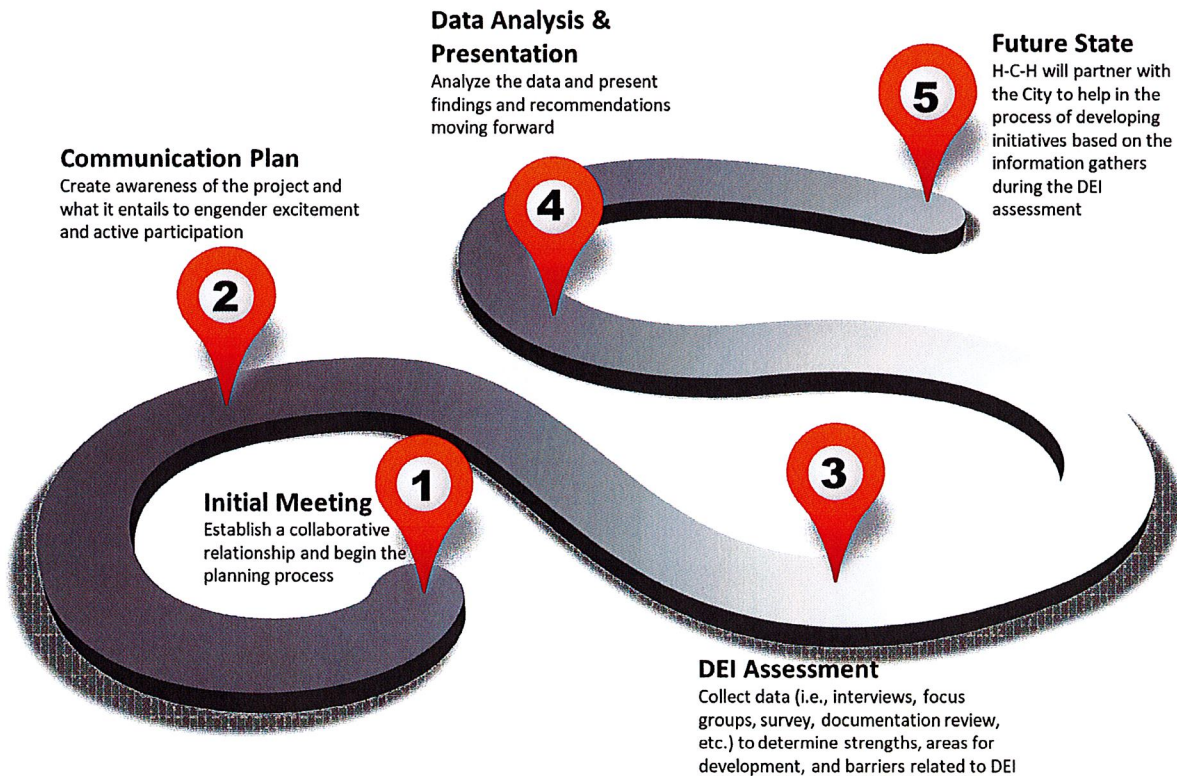 Data Analysis &
Presentation
Analyze the data and present
findings and recommendations
moving forward
Future State
H-C-H will partner with
the City to help in the
process of developing
initiatives based on the
information gathers
during the DEI
assessment
5
Communication Plan
Create awareness of the project and
what it entails to engender excitement
and active participation
4
2
3
1
Initial Meeting
Establish a collaborative
relationship and begin the
planning process
DEI Assessment
Collect data (i.e., interviews, focus
groups, survey, documentation review,
etc.) to determine strengths, areas for
development, and barriers related to DEI